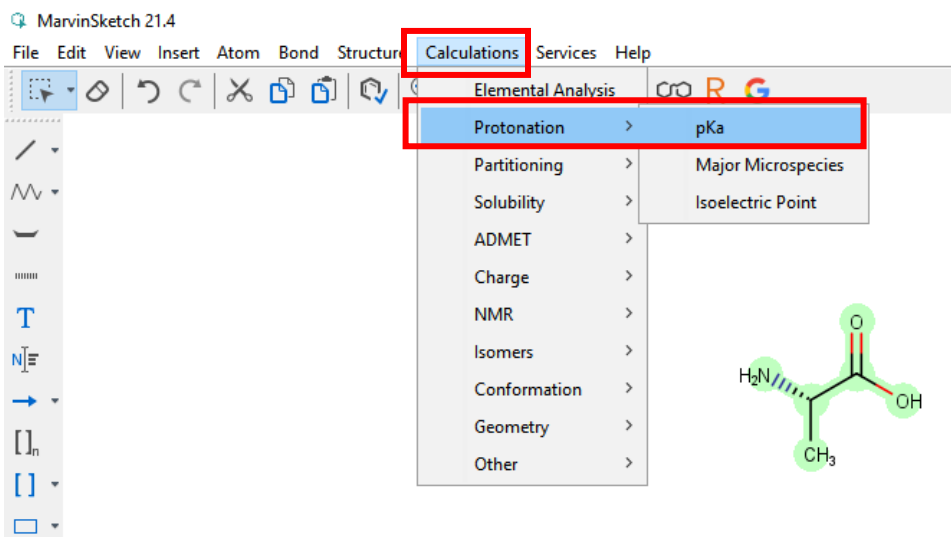 MarvinSketch 21.4
File Edit View Insert Atom Bond Structure Calculations Services Help
R G
Elemental Analysis
Protonation > pKa
Partitioning > Major Microspecies
Solubility > Isoelectric Point
ADMET >
Charge >
NMR >
Isomers >
Conformation >
Geometry >
Other >
T
N
[ ]n
[ ]
O
H2N
OH
CH3